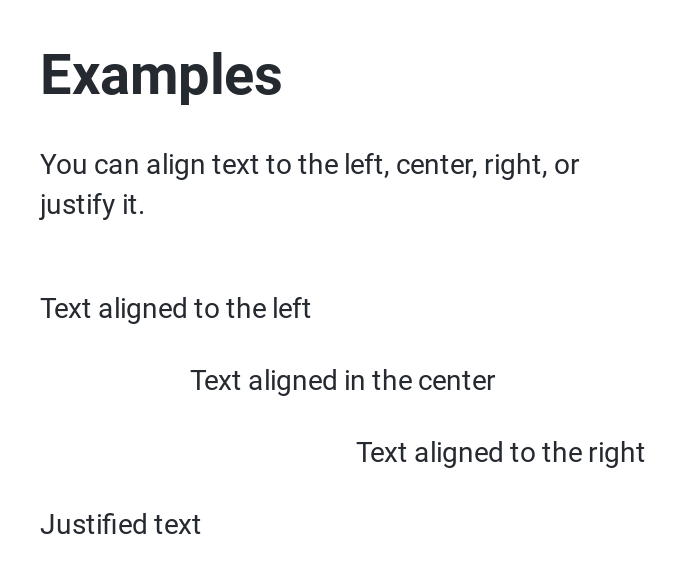 Examples
You can align text to the left, center, right, or
justify it.
Text aligned to the left
Text aligned in the center
Text aligned to the right
Justified text